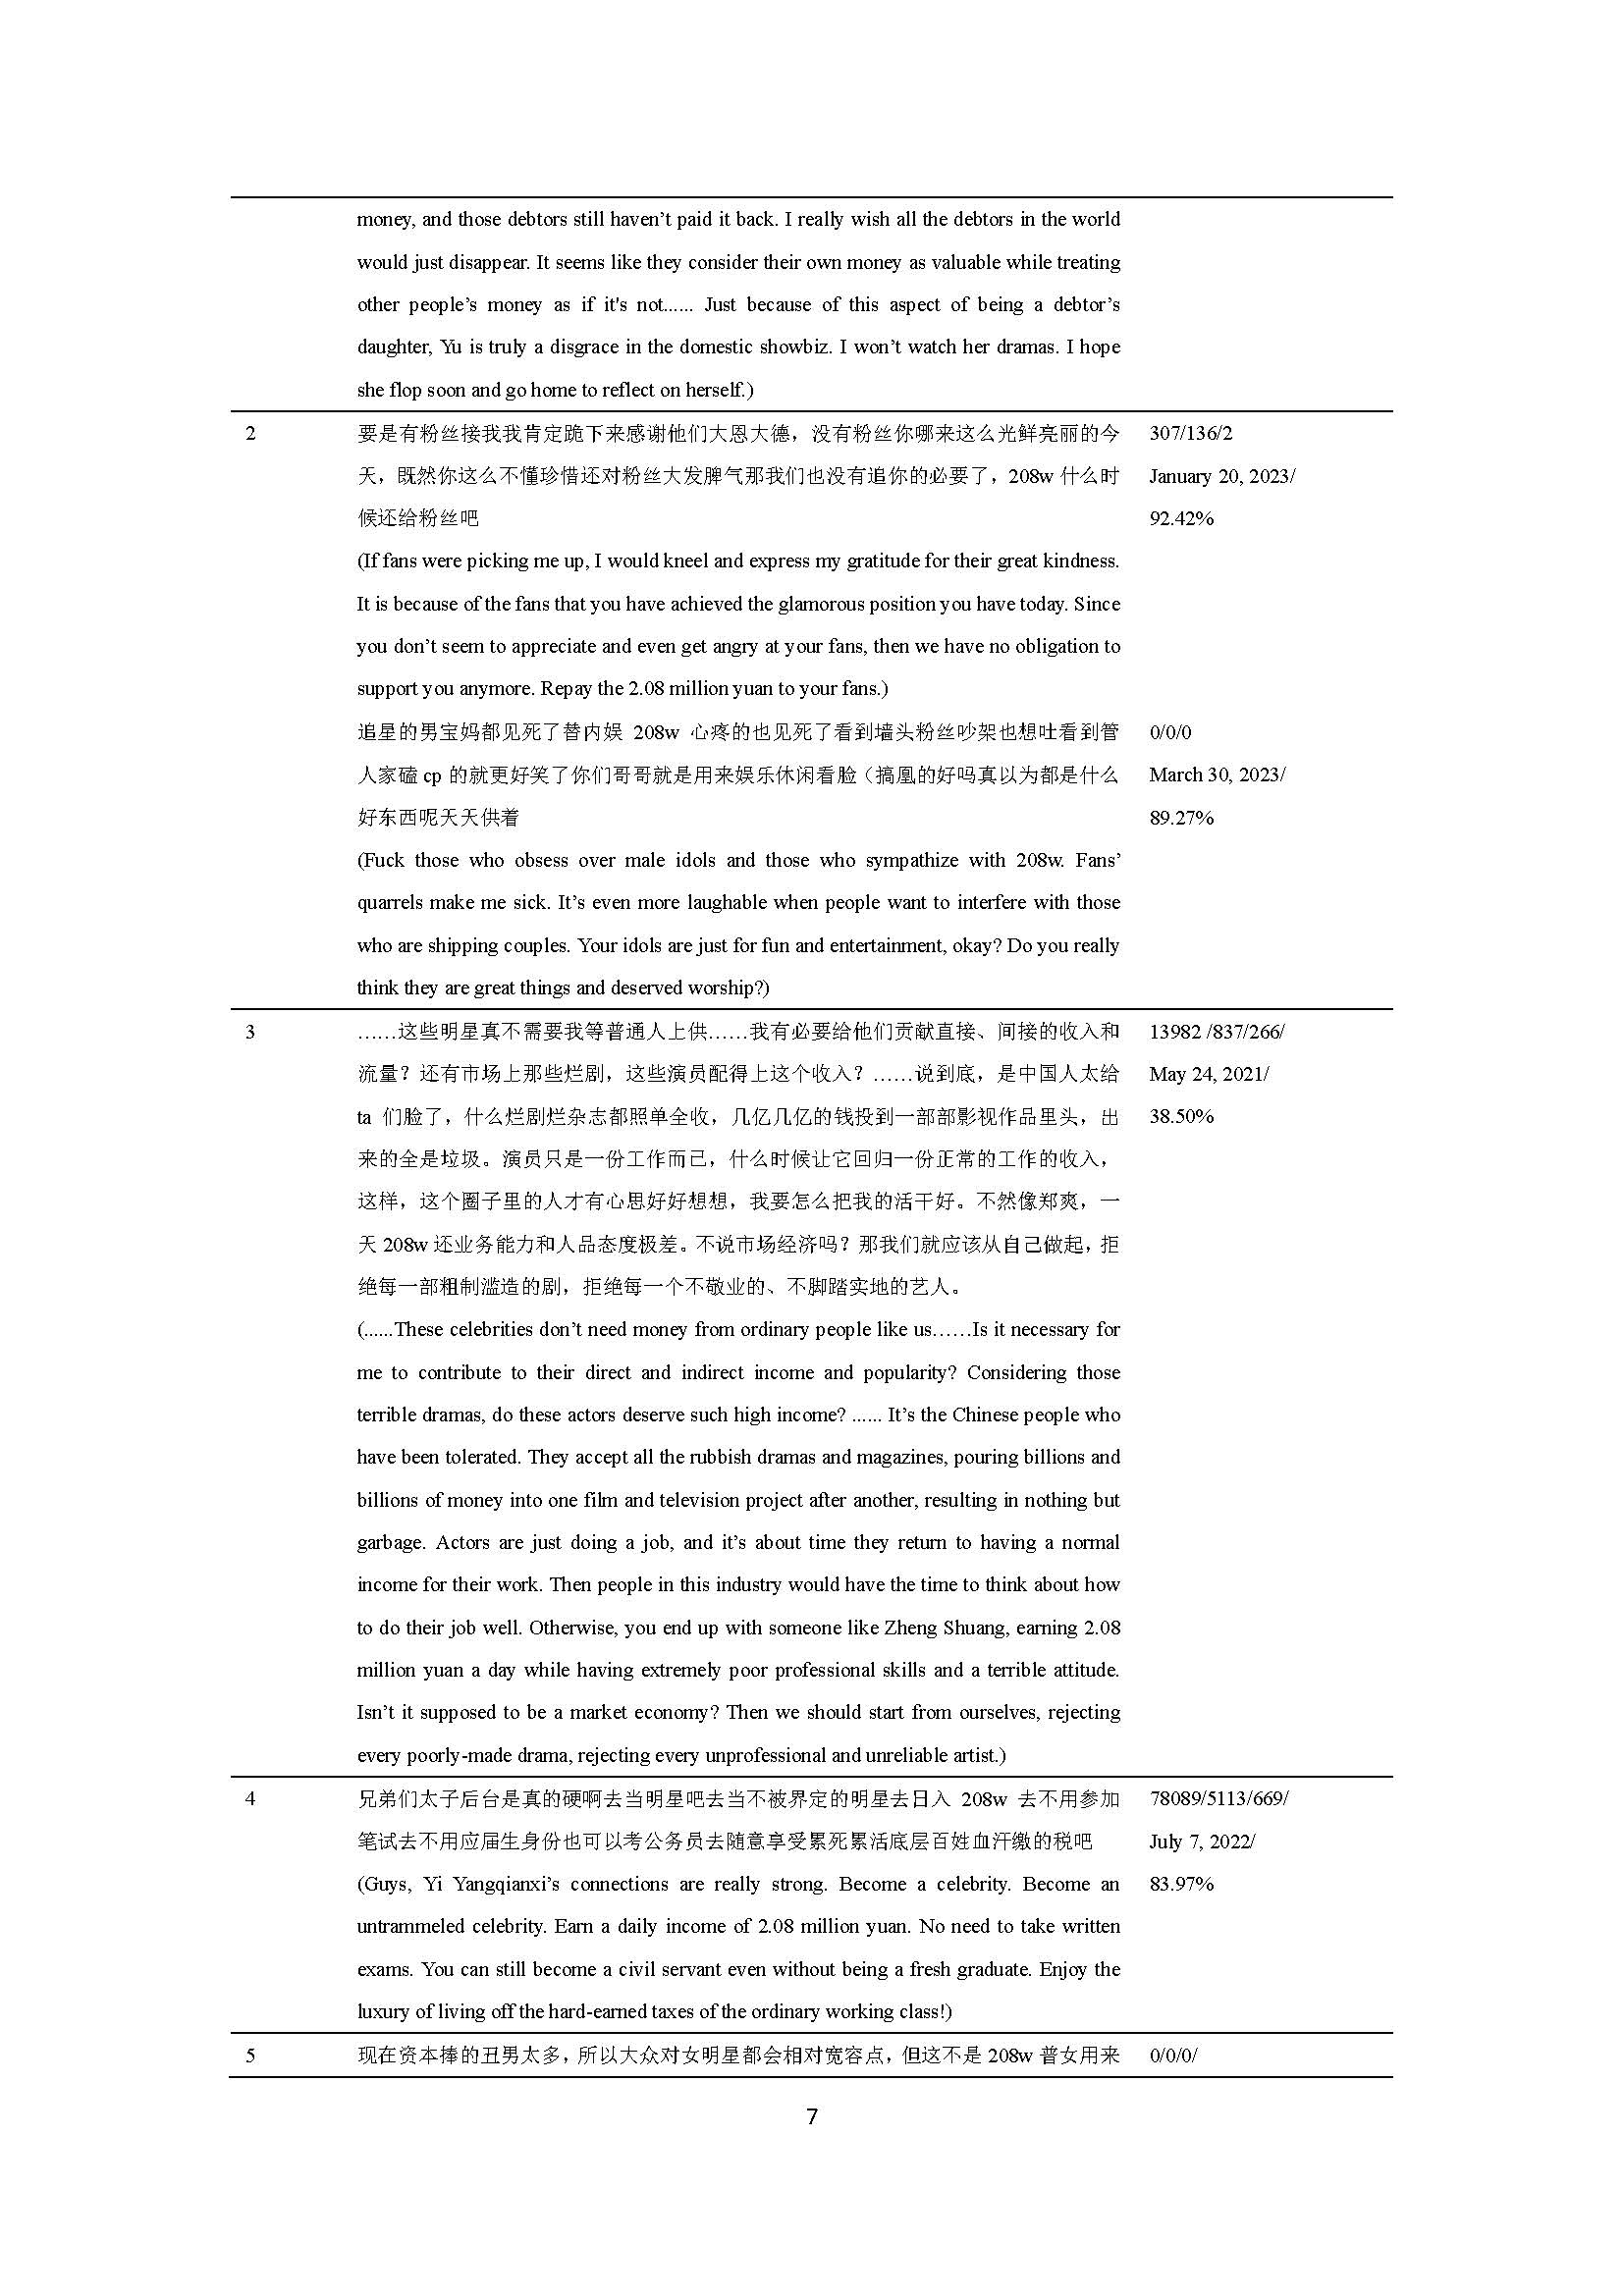 money, and those debtors still haven’t paid it back. I really wish all the debtors in the world
would just disappear. It seems like they consider their own money as valuable while treating
other people’s money as if it's not...... Just because of this aspect of being a debtor’s
daughter, Yu is truly a disgrace in the domestic showbiz. I won’t watch her dramas. I hope
she flop soon and go home to reflect on herself.)
2 要是有粉丝接我我肯定跪下来感谢他们大恩大德，没有粉丝你哪来这么光鲜亮丽的今 307/136/2
天，既然你这么不懂珍惜还对粉丝大发脾气那我们也没有追你的必要了，208w 什么时 January 20, 2023/
候还给粉丝吧 92.42%
(If fans were picking me up, I would kneel and express my gratitude for their great kindness.
It is because of the fans that you have achieved the glamorous position you have today. Since
you don’t seem to appreciate and even get angry at your fans, then we have no obligation to
support you anymore. Repay the 2.08 million yuan to your fans.)
追星的男宝妈都见死了替内娱 208w 心疼的也见死了看到墙头粉丝吵架也想吐看到管 0/0/0
人家磕 cp 的就更好笑了你们哥哥就是用来娱乐休闲看脸（搞凰的好吗真以为都是什么 March 30, 2023/
好东西呢天天供着 89.27%
(Fuck those who obsess over male idols and those who sympathize with 208w. Fans’
quarrels make me sick. It’s even more laughable when people want to interfere with those
who are shipping couples. Your idols are just for fun and entertainment, okay? Do you really
think they are great things and deserved worship?)
3 ……这些明星真不需要我等普通人上供……我有必要给他们贡献直接、间接的收入和 13982 /837/266/
流量？还有市场上那些烂剧，这些演员配得上这个收入？……说到底，是中国人太给 May 24, 2021/
ta 们脸了，什么烂剧烂杂志都照单全收，几亿几亿的钱投到一部部影视作品里头，出 38.50%
来的全是垃圾。演员只是一份工作而已，什么时候让它回归一份正常的工作的收入，
这样，这个圈子里的人才有心思好好想想，我要怎么把我的活干好。不然像郑爽，一
天 208w 还业务能力和人品态度极差。不说市场经济吗？那我们就应该从自己做起，拒
绝每一部粗制滥造的剧，拒绝每一个不敬业的、不脚踏实地的艺人。
(......These celebrities don’t need money from ordinary people like us……Is it necessary for
me to contribute to their direct and indirect income and popularity? Considering those
terrible dramas, do these actors deserve such high income? ...... It’s the Chinese people who
have been tolerated. They accept all the rubbish dramas and magazines, pouring billions and
billions of money into one film and television project after another, resulting in nothing but
garbage. Actors are just doing a job, and it’s about time they return to having a normal
income for their work. Then people in this industry would have the time to think about how
to do their job well. Otherwise, you end up with someone like Zheng Shuang, earning 2.08
million yuan a day while having extremely poor professional skills and a terrible attitude.
Isn’t it supposed to be a market economy? Then we should start from ourselves, rejecting
every poorly-made drama, rejecting every unprofessional and unreliable artist.)
4 兄弟们太子后台是真的硬啊去当明星吧去当不被界定的明星去日入 208w 去不用参加 78089/5113/669/
笔试去不用应届生身份也可以考公务员去随意享受累死累活底层百姓血汗缴的税吧 July 7, 2022/
(Guys, Yi Yangqianxi’s connections are really strong. Become a celebrity. Become an 83.97%
untrammeled celebrity. Earn a daily income of 2.08 million yuan. No need to take written
exams. You can still become a civil servant even without being a fresh graduate. Enjoy the
luxury of living off the hard-earned taxes of the ordinary working class!)
5 现在资本捧的丑男太多，所以大众对女明星都会相对宽容点，但这不是 208w 普女用来 0/0/0/
7